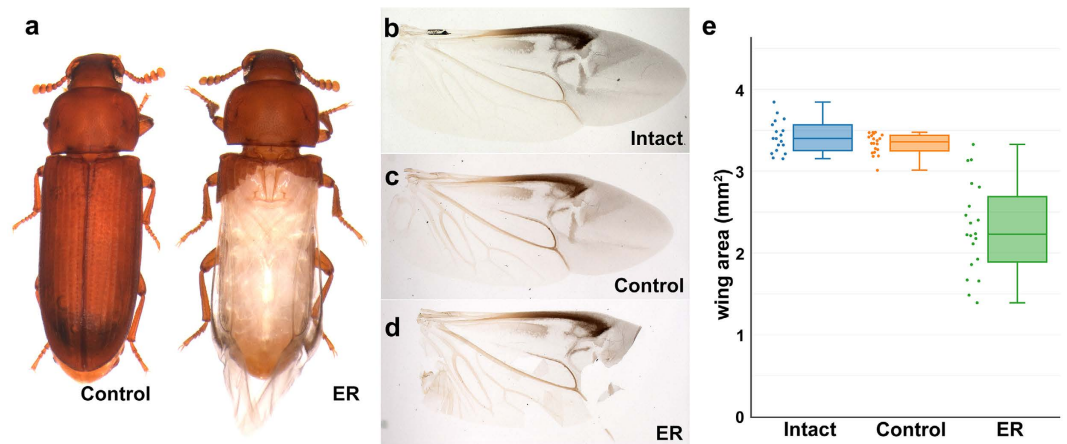 a
Control
ER
b
Intact
c
Control
d
ER
e
wing area (mm²)
4
3
2
1
0
Intact
Control
ER